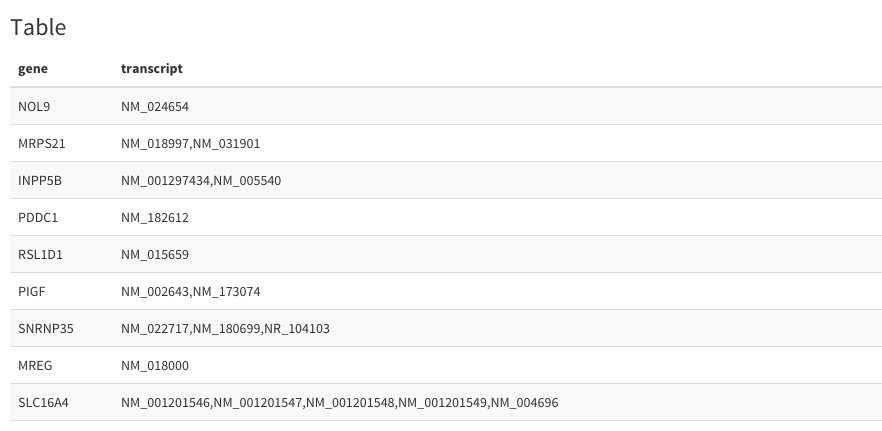 Table
gene transcript
NOL9 NM_024654
MRPS21 NM_018997,NM_031901
INPP5B NM_001297434,NM_005540
PDDC1 NM_182612
RSL1D1 NM_015659
PIGF NM_002643,NM_173074
SNRNP35 NM_022717,NM_180699,NR_104103
MREG NM_018000
SLC16A4 NM_001201546,NM_001201547,NM_001201548,NM_001201549,NM_004696